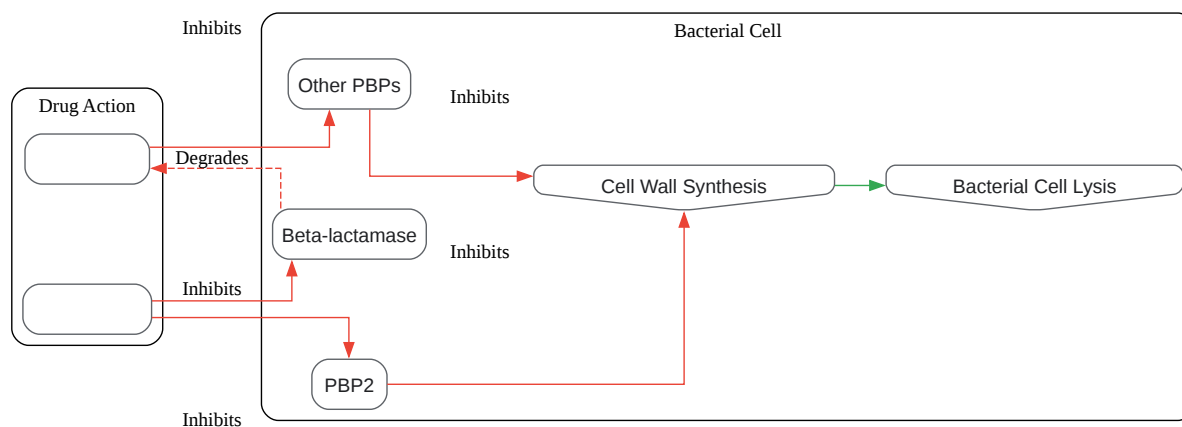 Inhibits
Bacterial Cell
Other PBPs
Inhibits
Drug Action
Degrades
Cell Wall Synthesis
Bacterial Cell Lysis
Beta-lactamase
Inhibits
Inhibits
PBP2
Inhibits